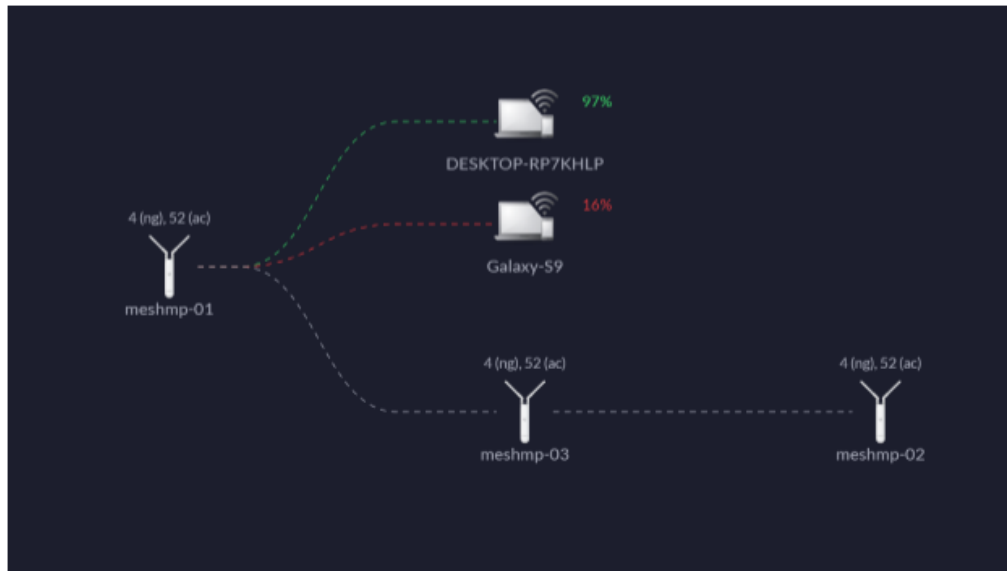 97%
DESKTOP-RP7KHLP
16%
Galaxy-S9
4 (ng), 52 (ac)
meshmp-01
4 (ng), 52 (ac)
meshmp-03
4 (ng), 52 (ac)
meshmp-02